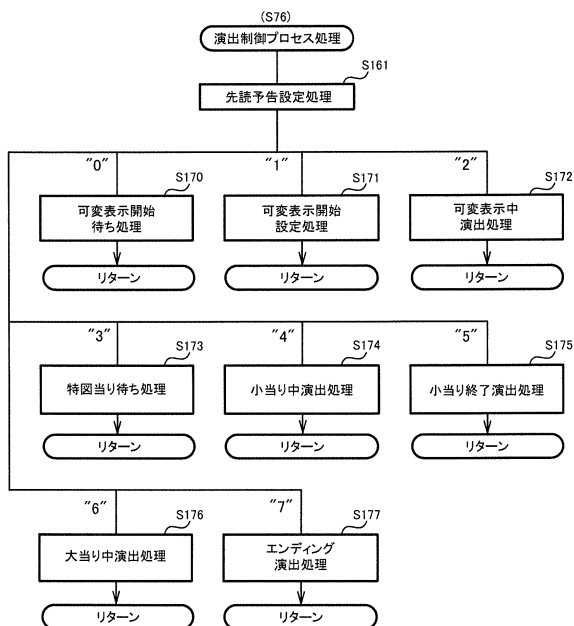 (S76)
演出制御プロセス処理
S161
先読予告設定処理
"0"
"1"
"2"
S170
S171
S172
可変表示開始
待ち処理
可変表示開始
設定処理
可変表示中
演出処理
リターン
リターン
リターン
"3"
"4"
"5"
S173
S174
S175
特図当り待ち処理
小当り中演出処理
小当り終了演出処理
リターン
リターン
リターン
"6"
"7"
S176
S177
大当り中演出処理
エンディング
演出処理
リターン
リターン